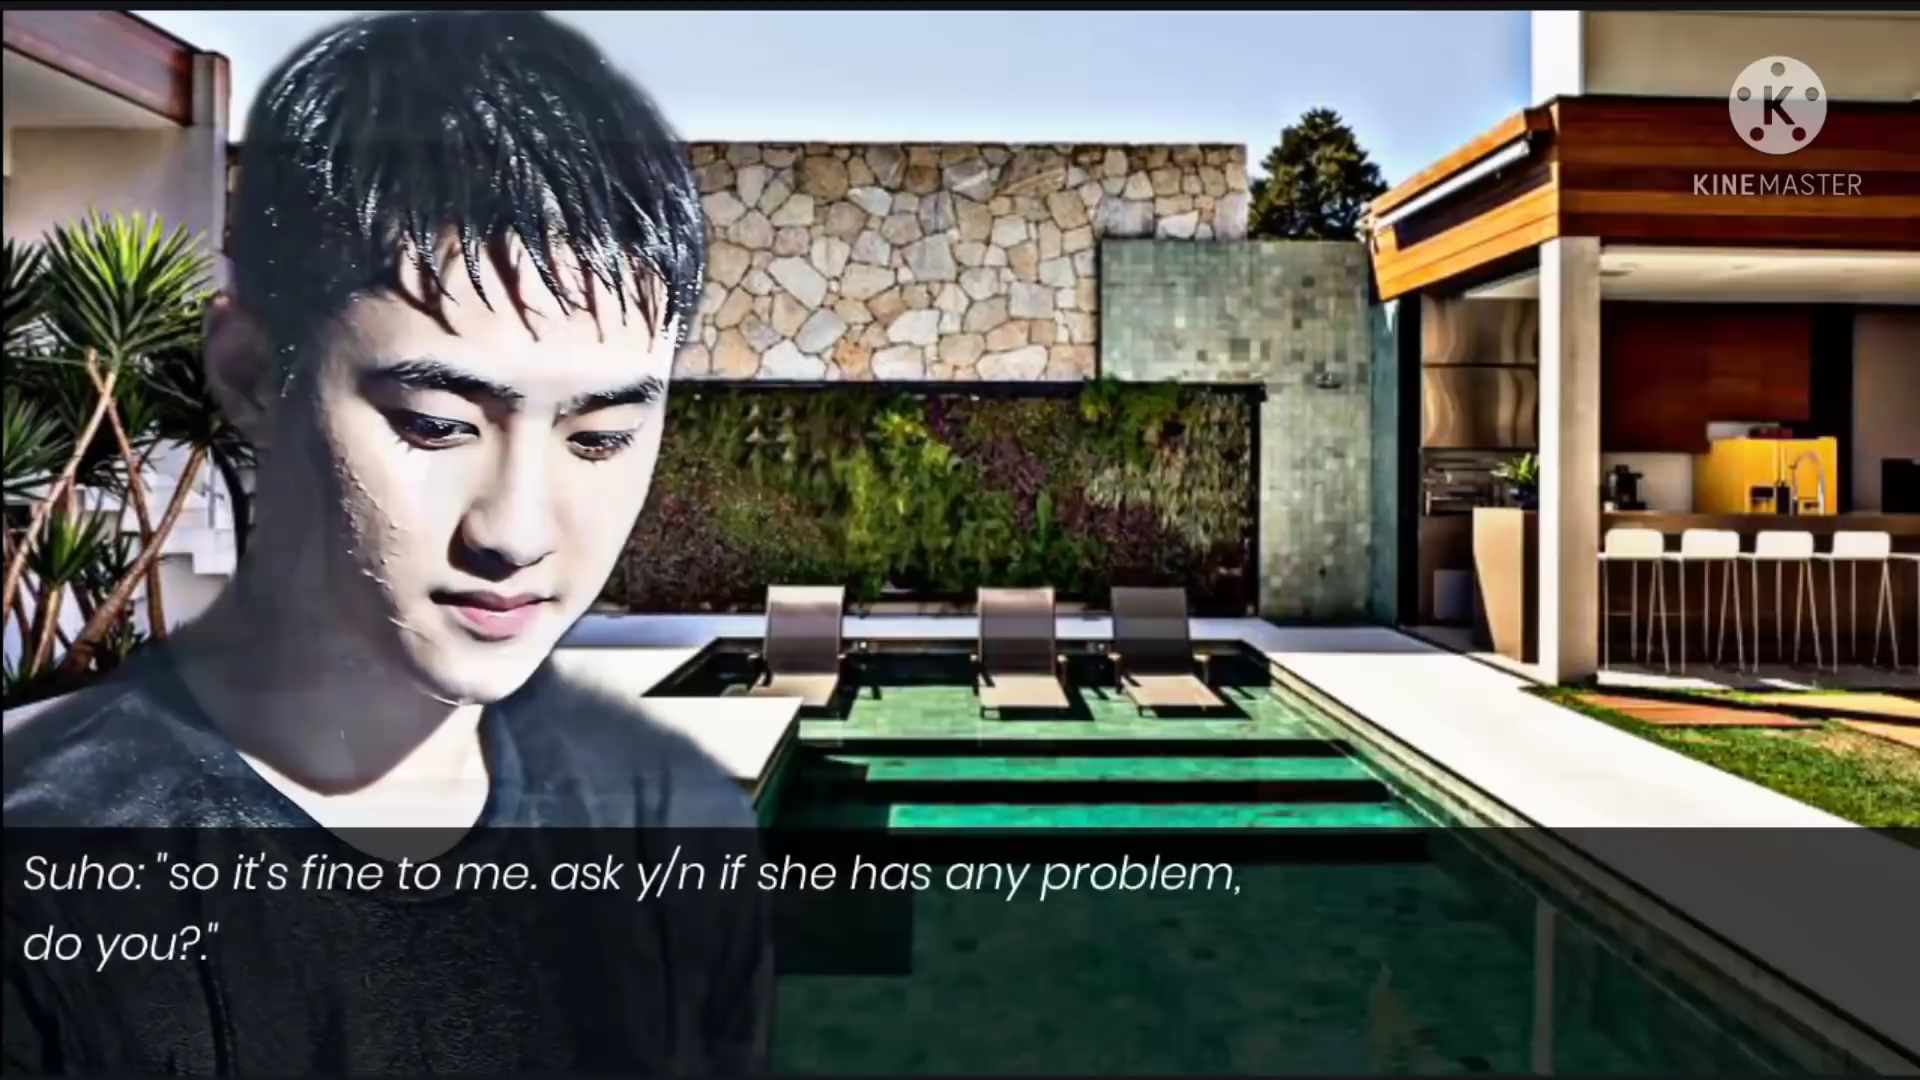 K
KINEMASTER
Suho: "so it's fine to me. ask y/n if she has any problem,
do you?."